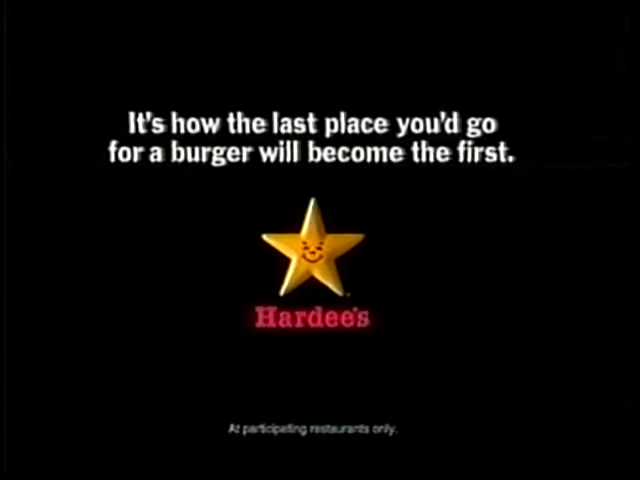 It's how the last place you'd go
for a burger will become the first.
Hardee's
At participating restaurants only.